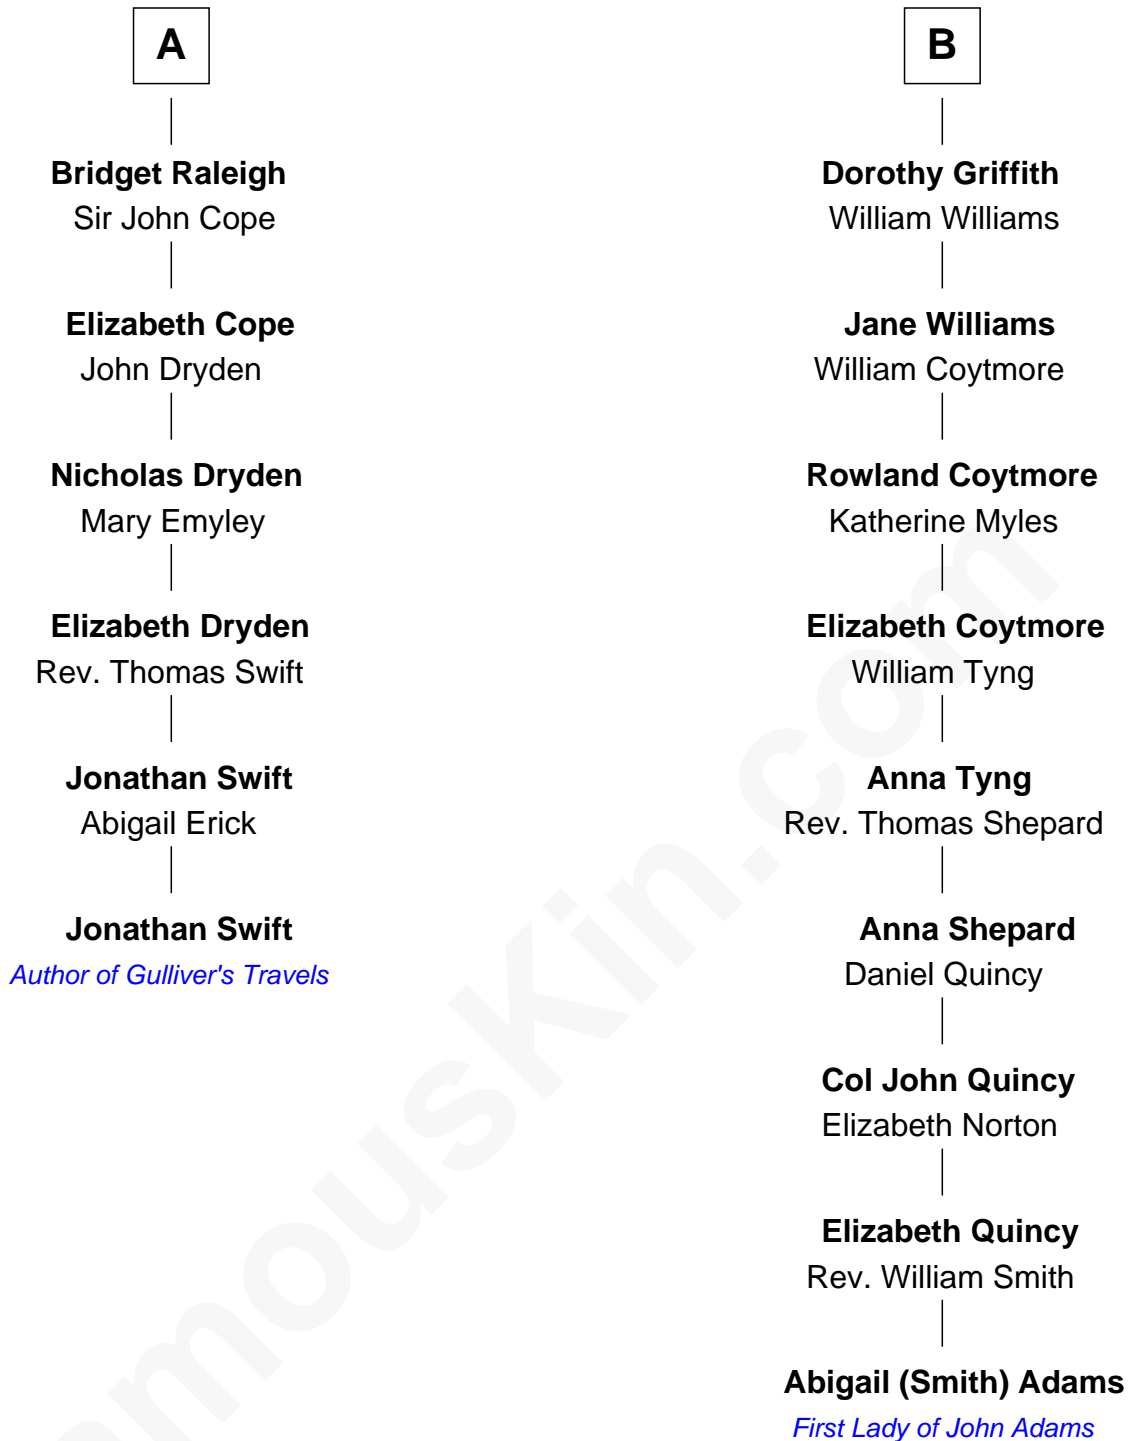 A
Bridget Raleigh
Sir John Cope
Elizabeth Cope
John Dryden
Nicholas Dryden
Mary Emyley
Elizabeth Dryden
Rev. Thomas Swift
Jonathan Swift
Abigail Erick
Jonathan Swift
Author of Gulliver's Travels
B
Dorothy Griffith
William Williams
Jane Williams
William Coytmore
Rowland Coytmore
Katherine Myles
Elizabeth Coytmore
William Tyng
Anna Tyng
Rev. Thomas Shepard
Anna Shepard
Daniel Quincy
Col John Quincy
Elizabeth Norton
Elizabeth Quincy
Rev. William Smith
Abigail (Smith) Adams
First Lady of John Adams
amouskin.com